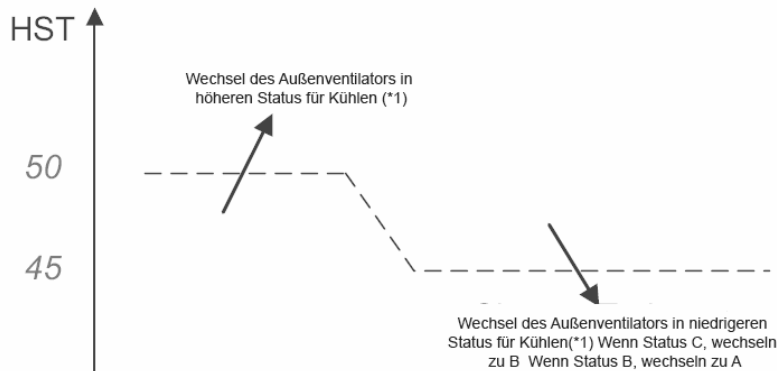 HST
Wechsel des Außenventilators in
höheren Status für Kühlen (*1)
50
45
Wechsel des Außenventilators in niedrigeren
Status für Kühlen(*1) Wenn Status C, wechseln
zu B Wenn Status B, wechseln zu A